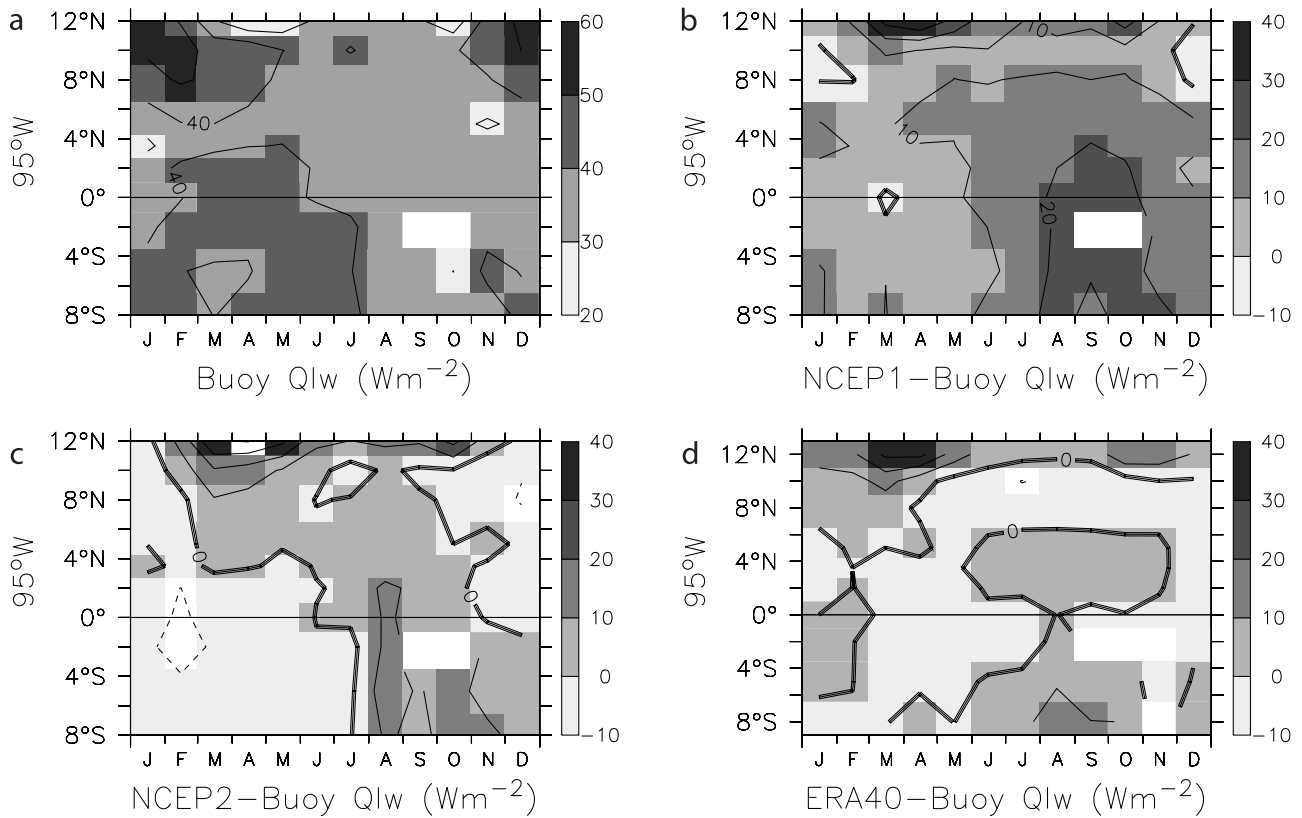 a
12°N
8°N
4°N
0°
4°S
8°S
95°W
40
40
60
50
40
30
20
J F M A M J J A S O N D
Buoy Qlw (Wm⁻²)
b
12°N
8°N
4°N
0°
4°S
8°S
95°W
10
10
20
40
30
20
10
0
−10
J F M A M J J A S O N D
NCEP1−Buoy Qlw (Wm⁻²)
c
12°N
8°N
4°N
0°
4°S
8°S
95°W
0
0
40
30
20
10
0
−10
J F M A M J J A S O N D
NCEP2−Buoy Qlw (Wm⁻²)
d
12°N
8°N
4°N
0°
4°S
8°S
95°W
0
0
40
30
20
10
0
−10
J F M A M J J A S O N D
ERA40−Buoy Qlw (Wm⁻²)